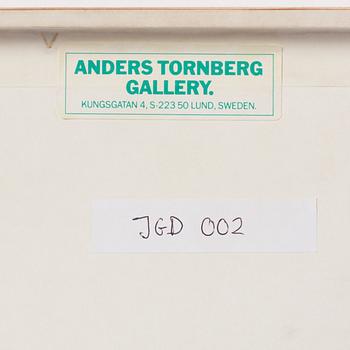 ANDERS TORNBERG
GALLERY.
KUNGSGATAN 4, S-223 50 LUND, SWEDEN.
JGD 002